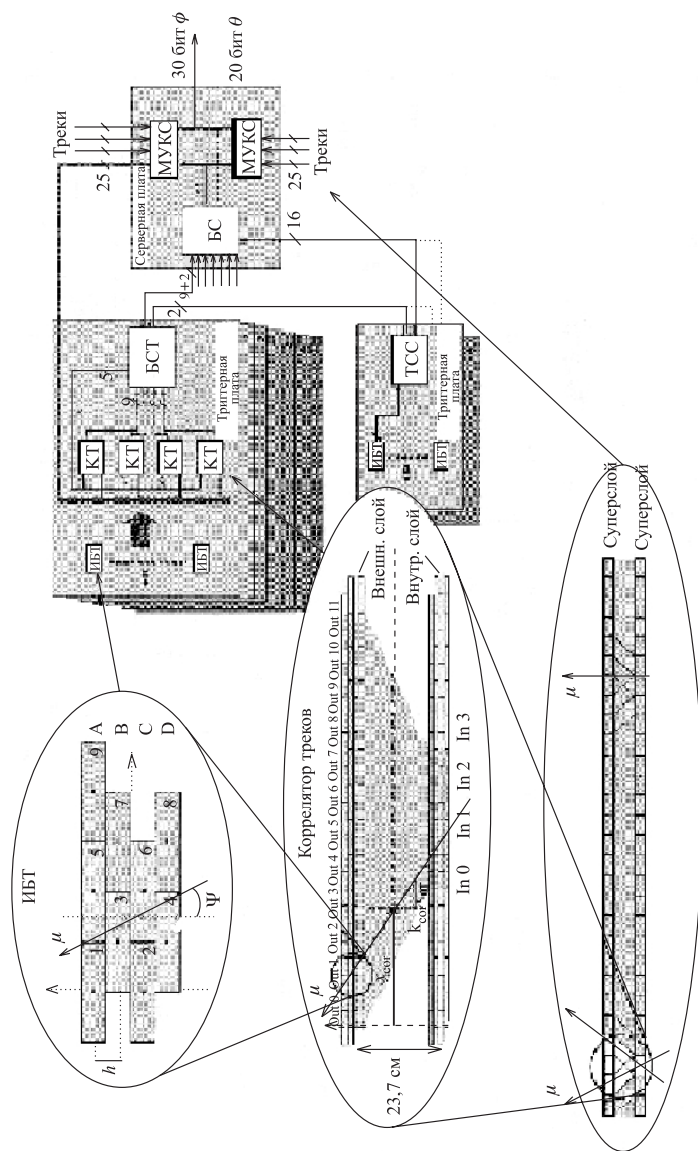 ИБТ
A
B
C
D
1
5
9
3
7
2
6
4
8
μ
h
Ψ
ИБТ
ИБТ
КТ
КТ
КТ
КТ
БСТ
9
5
Триггерная
плата
2
9+2
Треки
25
Серверная плата
МУКС
БС
МУКС
25
Треки
16
30 бит ϕ
20 бит θ
Коррелятор треков
Out 0 Out 1 Out 2 Out 3 Out 4 Out 5 Out 6 Out 7 Out 8 Out 9 Out 10 Out 11
Внешн. слой
Внутр. слой
In 0 In 1 In 2 In 3
μ
x cor
k cor
23,7 см
ИБТ
ИБТ
ТСС
Триггерная
плата
μ
μ
Суперслой
Суперслой